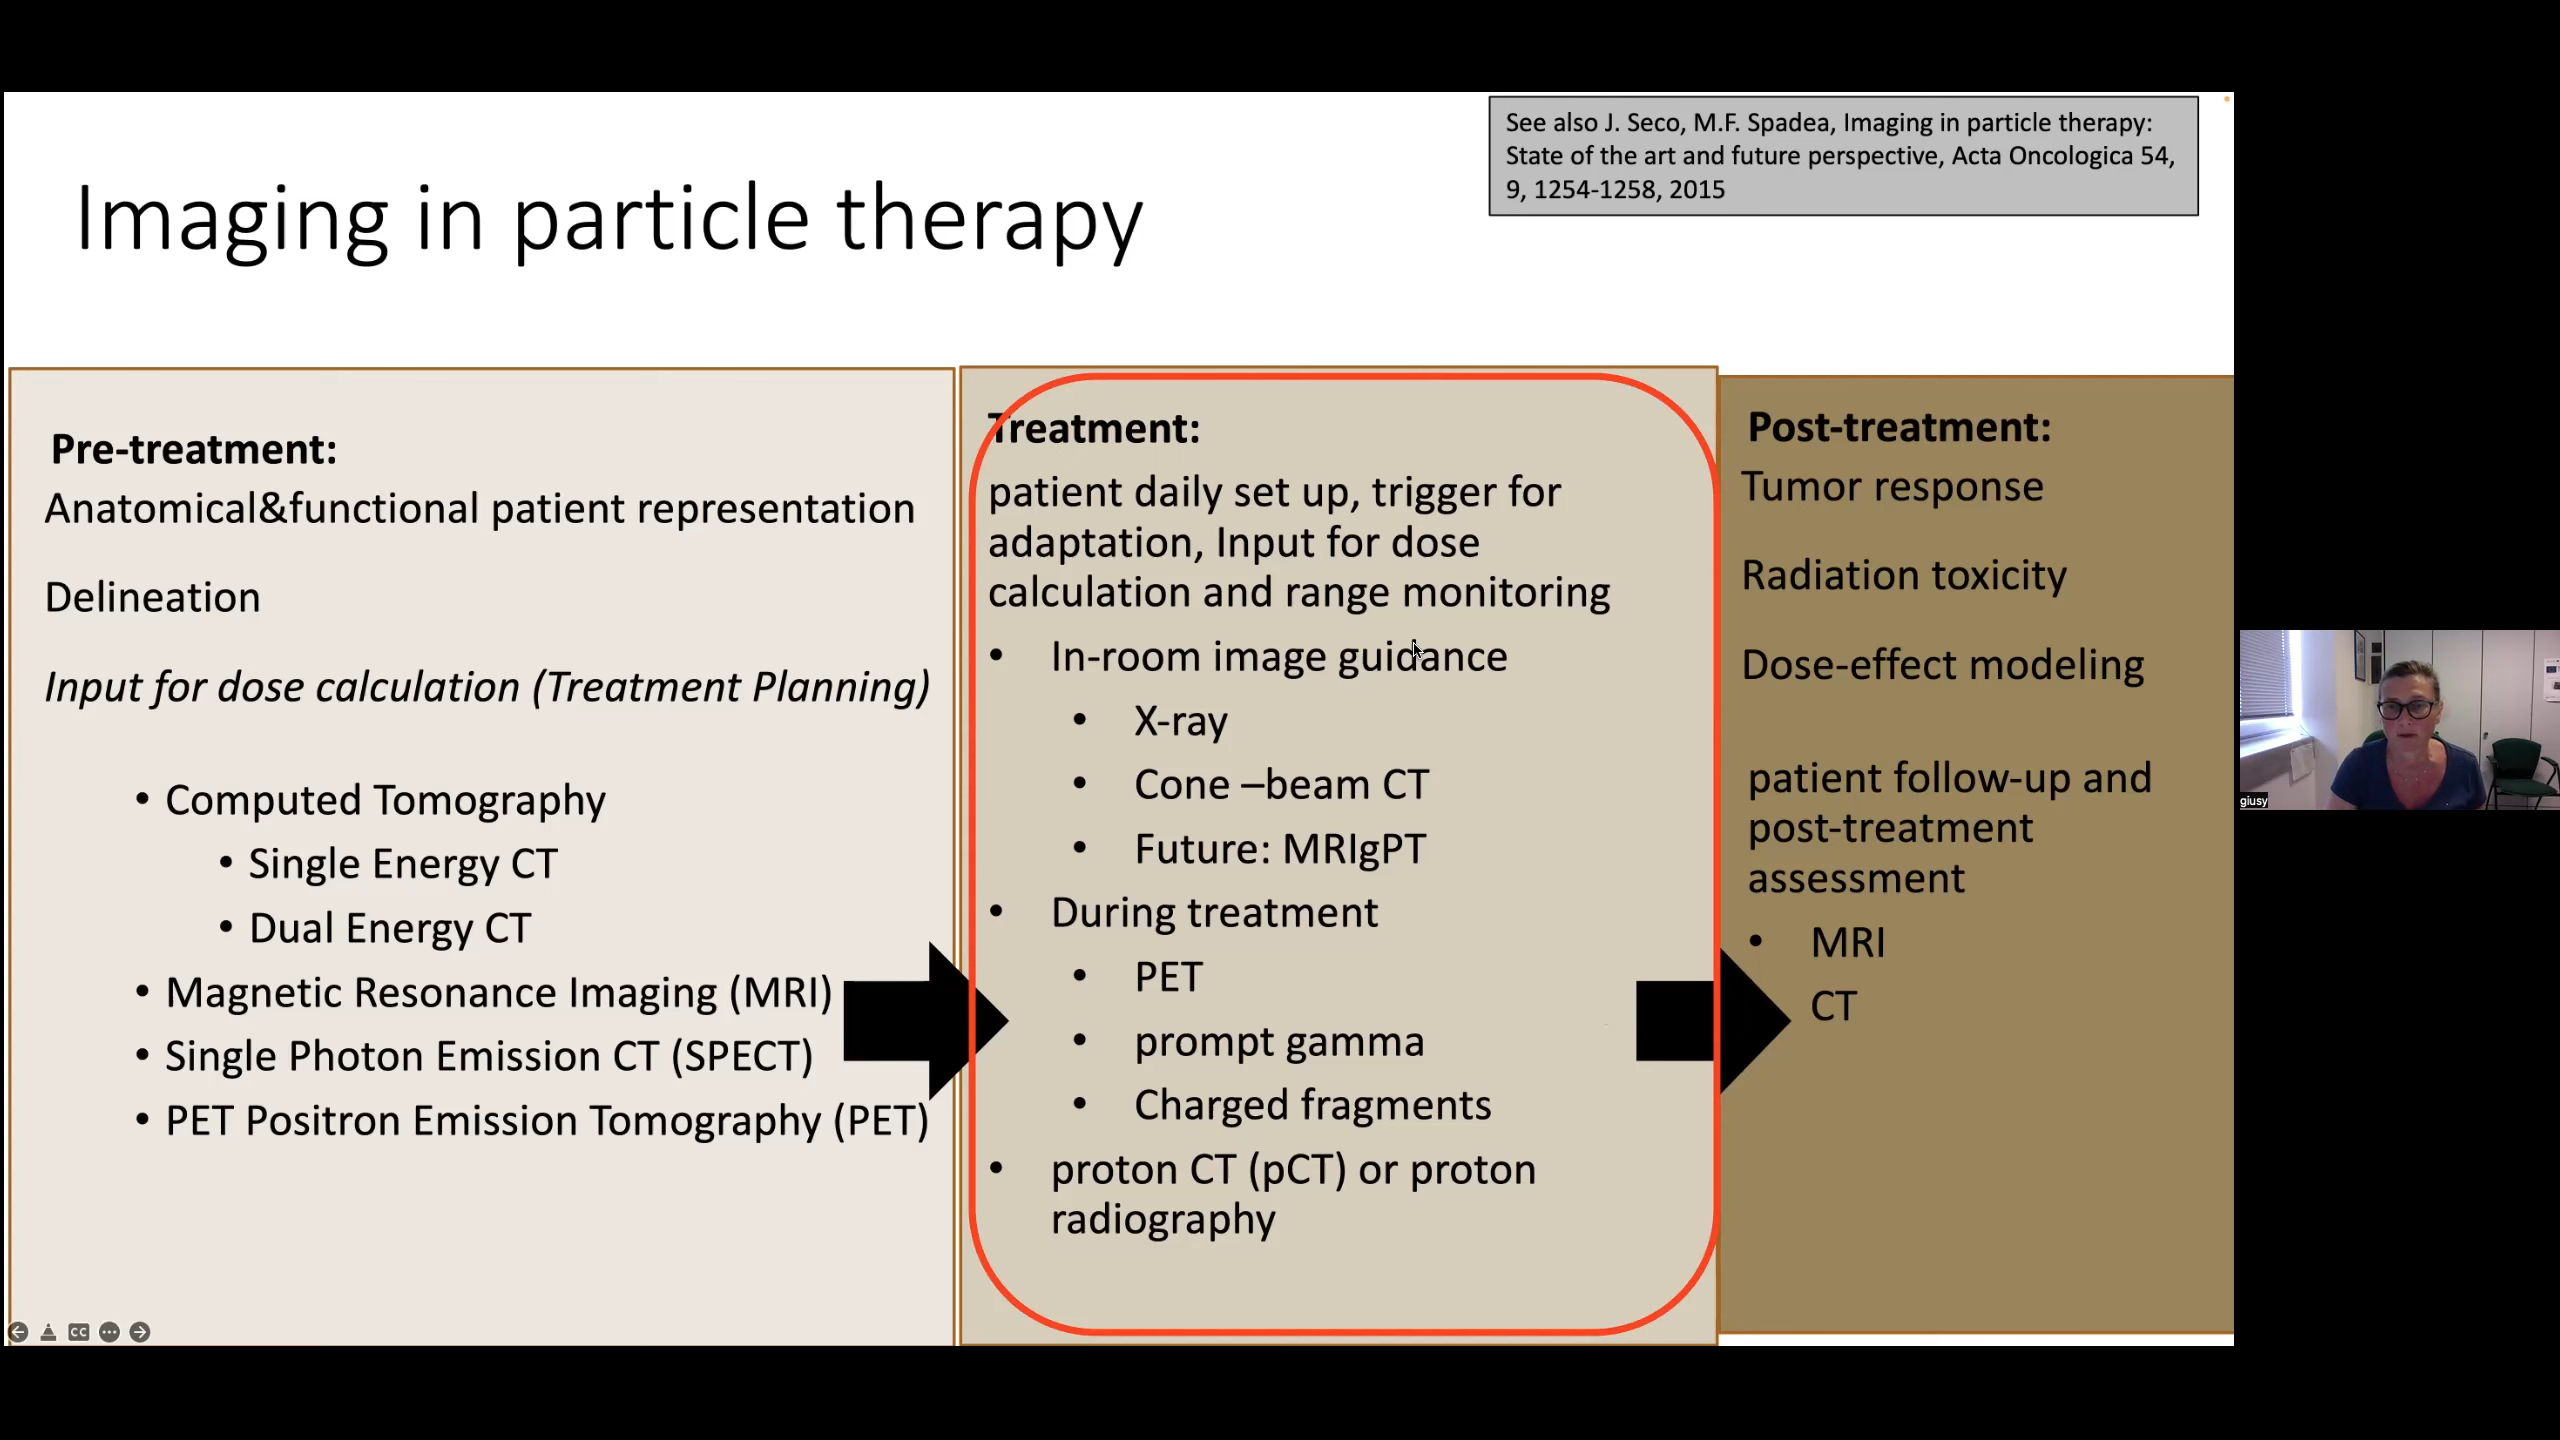 See also J. Seco, M.F. Spadea, Imaging in particle therapy:
State of the art and future perspective, Acta Oncologica 54,
9, 1254-1258, 2015
Imaging in particle therapy
Pre-treatment:
Anatomical&functional patient representation
Delineation
Input for dose calculation (Treatment Planning)
• Computed Tomography
• Single Energy CT
• Dual Energy CT
• Magnetic Resonance Imaging (MRI)
• Single Photon Emission CT (SPECT)
• PET Positron Emission Tomography (PET)
Treatment:
patient daily set up, trigger for
adaptation, Input for dose
calculation and range monitoring
• In-room image guidance
• X-ray
• Cone –beam CT
• Future: MRIgPT
• During treatment
• PET
• prompt gamma
• Charged fragments
• proton CT (pCT) or proton
radiography
Post-treatment:
Tumor response
Radiation toxicity
Dose-effect modeling
patient follow-up and
post-treatment
assessment
• MRI
CT
CC
giusy